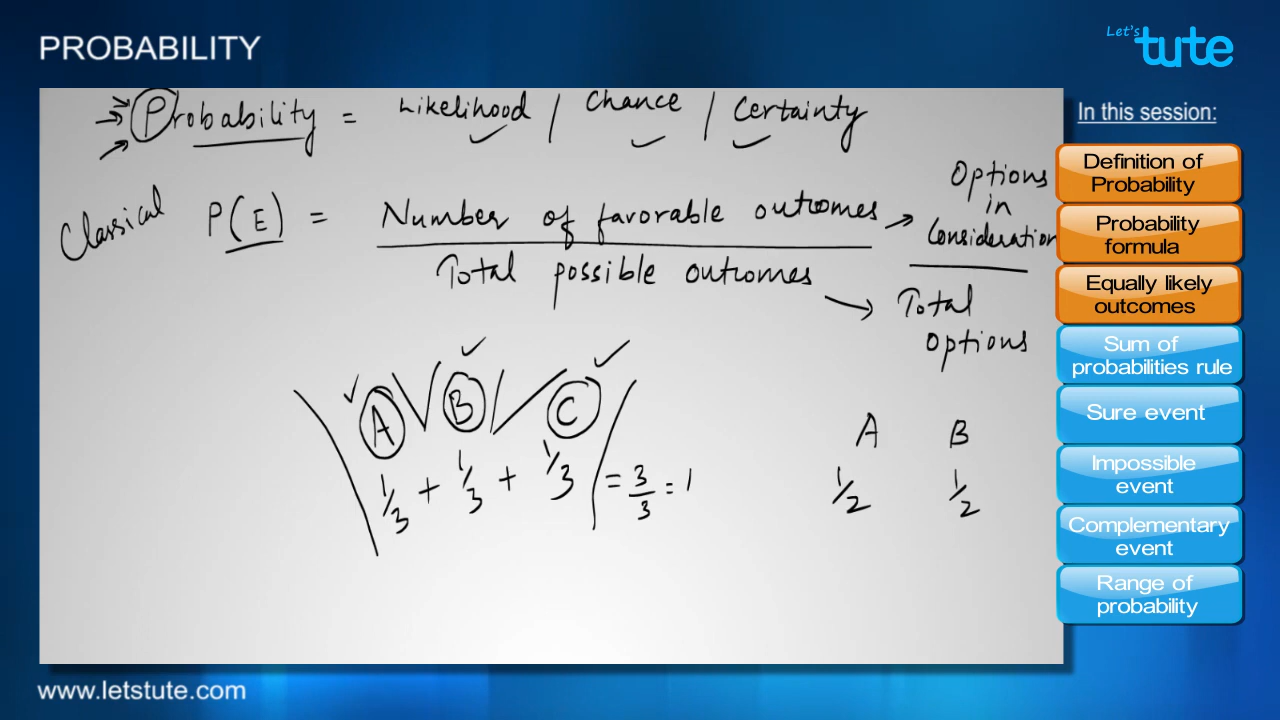 PROBABILITY
Let's tute
Probability = Likelihood / Chance / Certainty
Classical P(E) = Number of favorable outcomes
Total possible outcomes
Options
in
Consideration
Total
Options
A B C
1/3 + 1/3 + 1/3 = 3/3 = 1
A B
1/2 1/2
In this session:
Definition of
Probability
Probability
formula
Equally likely
outcomes
Sum of
probabilities rule
Sure event
Impossible
event
Complementary
event
Range of
probability
www.letstute.com